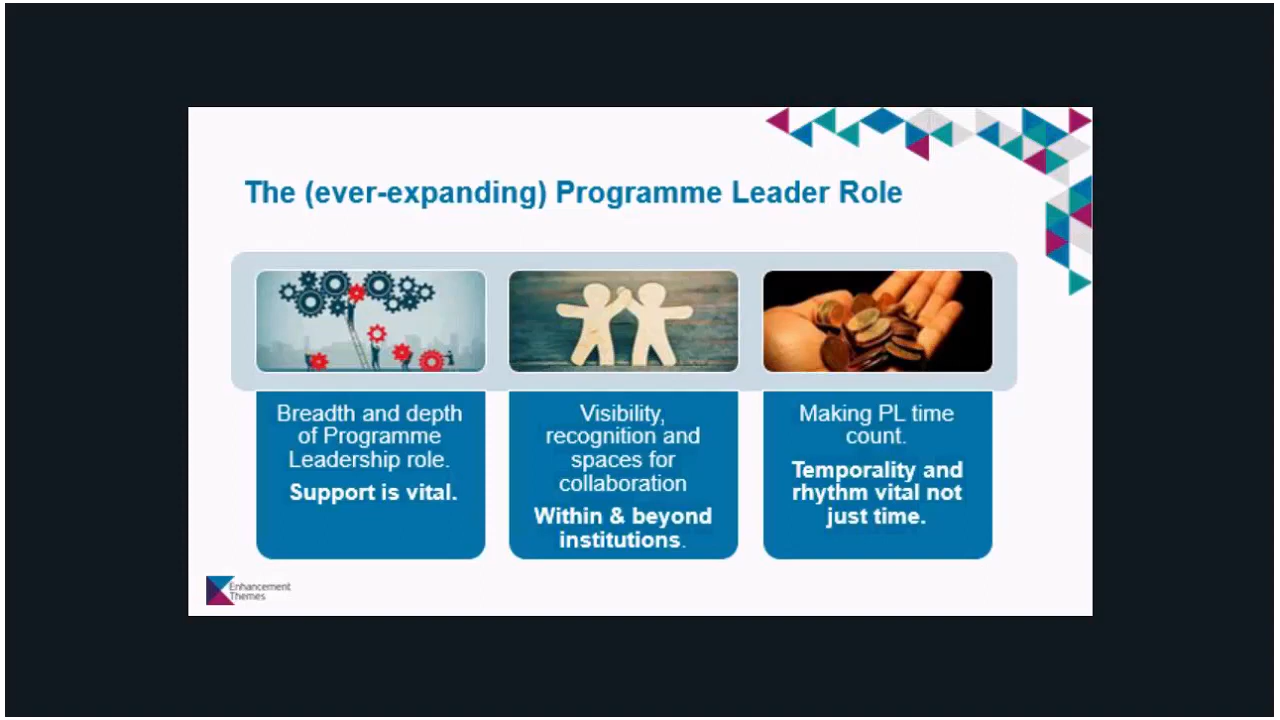 The (ever-expanding) Programme Leader Role
Breadth and depth
of Programme
Leadership role.
Support is vital.
Visibility,
recognition and
spaces for
collaboration
Within & beyond
institutions.
Making PL time
count.
Temporality and
rhythm vital not
just time.
Enhancement
Themes